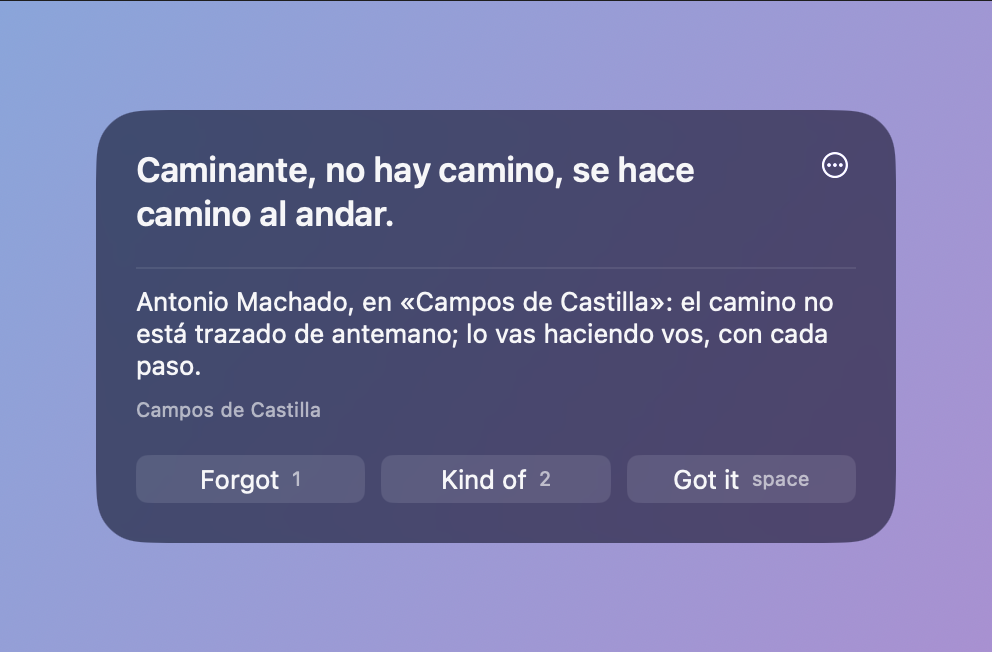 Caminante, no hay camino, se hace
camino al andar.
Antonio Machado, en «Campos de Castilla»: el camino no
está trazado de antemano; lo vas haciendo vos, con cada
paso.
Campos de Castilla
Forgot 1 Kind of 2 Got it space